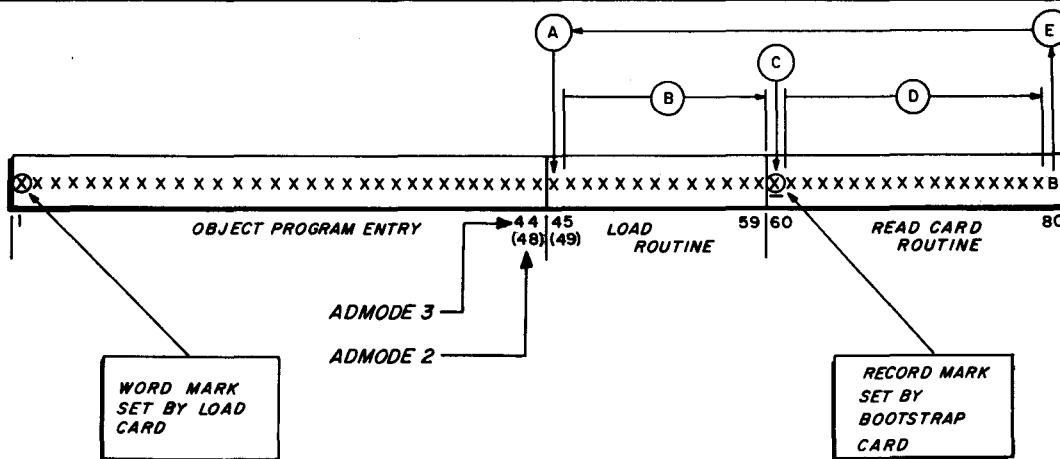 A
E
C
B
D
X X X X X X X X X X X X X X X X X X X X X X X X X X X X X X X X X X X X X X X X X X X X X X X X X X X X X X X X X X X X B
1 OBJECT PROGRAM ENTRY 44 45 LOAD 59 60 READ CARD 80
(48) (49) ROUTINE ROUTINE
ADMODE 3
ADMODE 2
WORD MARK
SET BY LOAD
CARD
RECORD MARK
SET BY
BOOTSTRAP
CARD